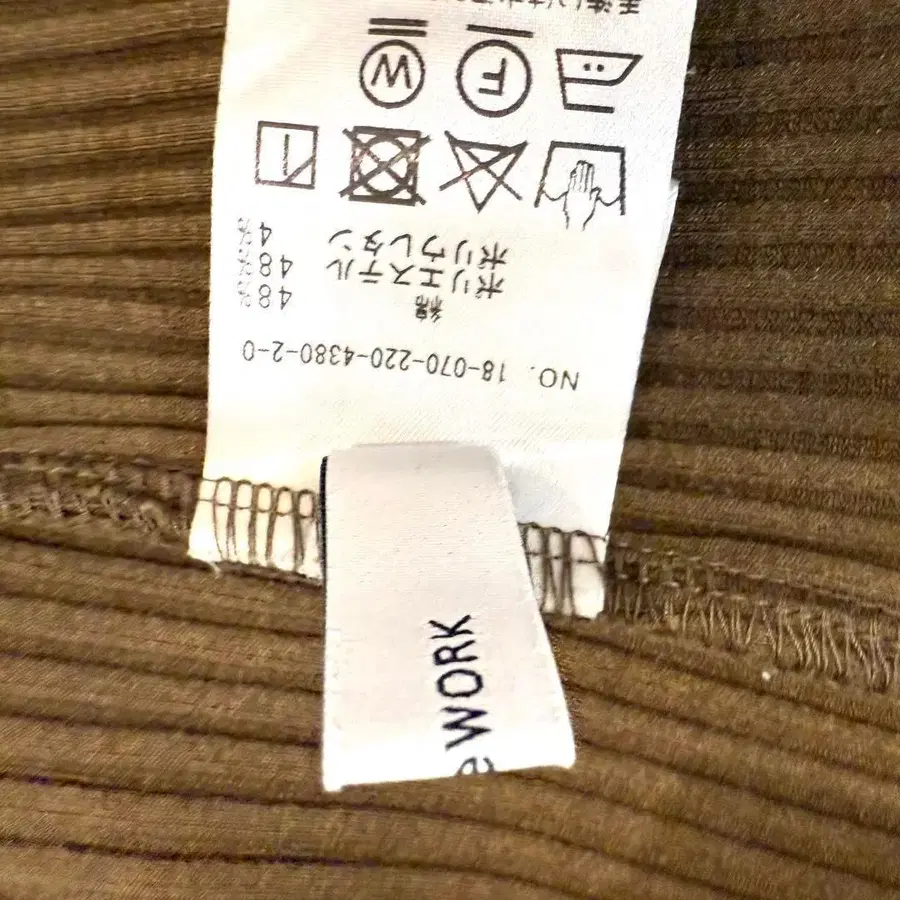 NO. 18-070-220-4380-2-0
綿 48%
ポリエステル 48%
ポリウレタン 4%
F W
e WORK